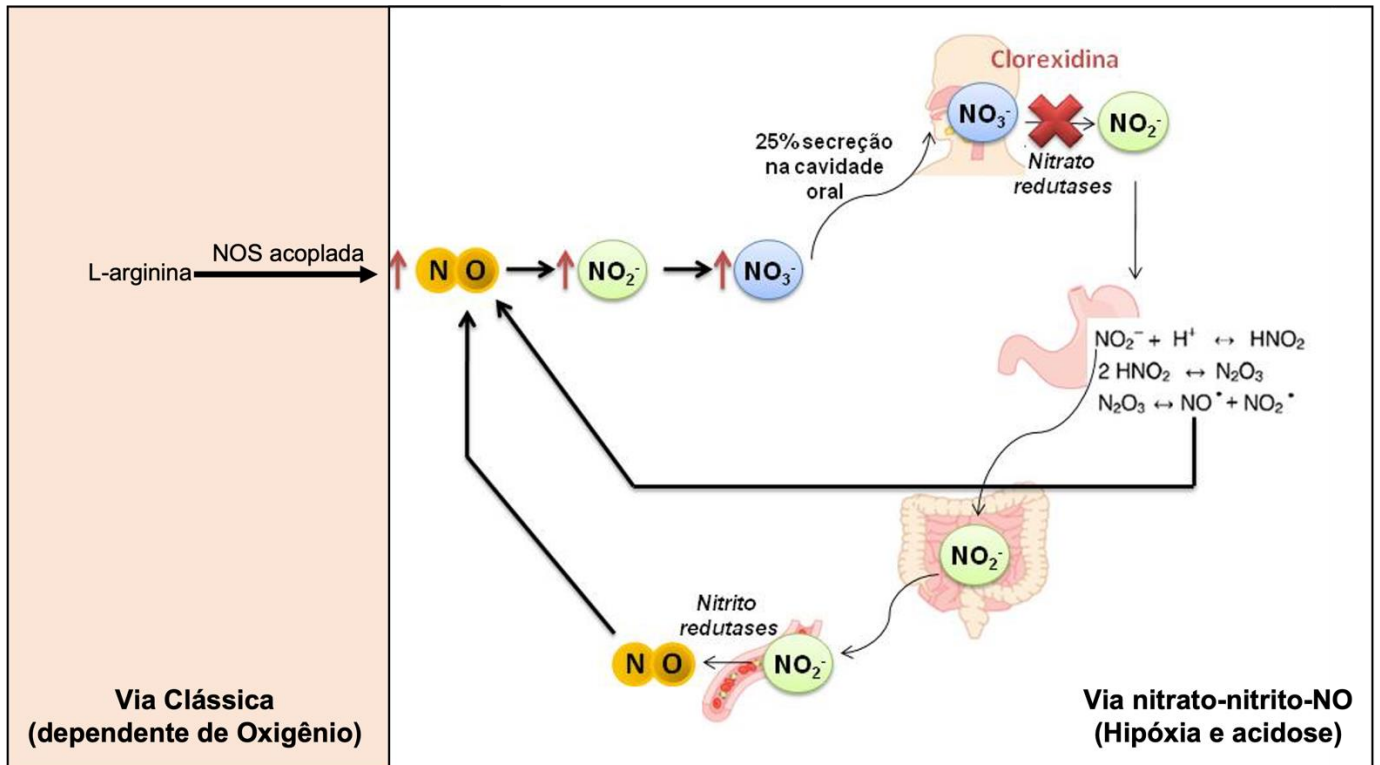 Clorexidina
NO₃⁻
NO₂⁻
Nitrato
redutases
25% secreção
na cavidade
oral
L-arginina
NOS acoplada
N O
NO₂⁻
NO₃⁻
NO₂⁻ + H⁺ ↔ HNO₂
2 HNO₂ ↔ N₂O₃
N₂O₃ ↔ NO• + NO₂•
NO₂⁻
Nitrito
redutases
N O
NO₂⁻
Via Clássica
(dependente de Oxigênio)
Via nitrato-nitrito-NO
(Hipóxia e acidose)